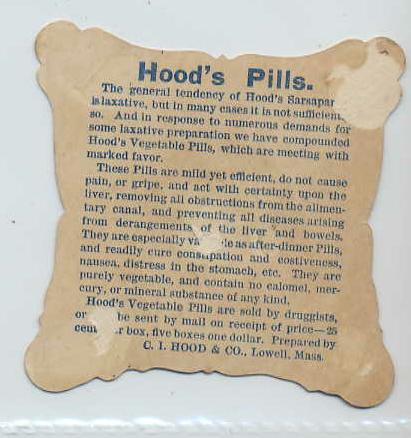 Hood's Pills.
The general tendency of Hood's Sarsapar
is laxative, but in many cases it is not sufficien
so. And in response to numerous demands for
some laxative preparation we have compounded
Hood's Vegetable Pills, which are meeting with
marked favor.
These Pills are mild yet efficient, do not cause
pain, or gripe, and act with certainty upon the
liver, removing all obstructions from the alimen-
tary canal, and preventing all diseases arising
from derangements of the liver and bowels.
They are especially va le as after-dinner Pills,
and readily cure constipation and costiveness,
nausea, distress in the stomach, etc. They are
purely vegetable, and contain no calomel, mer-
cury, or mineral substance of any kind.
Hood's Vegetable Pills are sold by druggists,
or be sent by mail on receipt of price—25
cen r box, five boxes one dollar. Prepared by
C. I. HOOD & CO., Lowell, Mass.